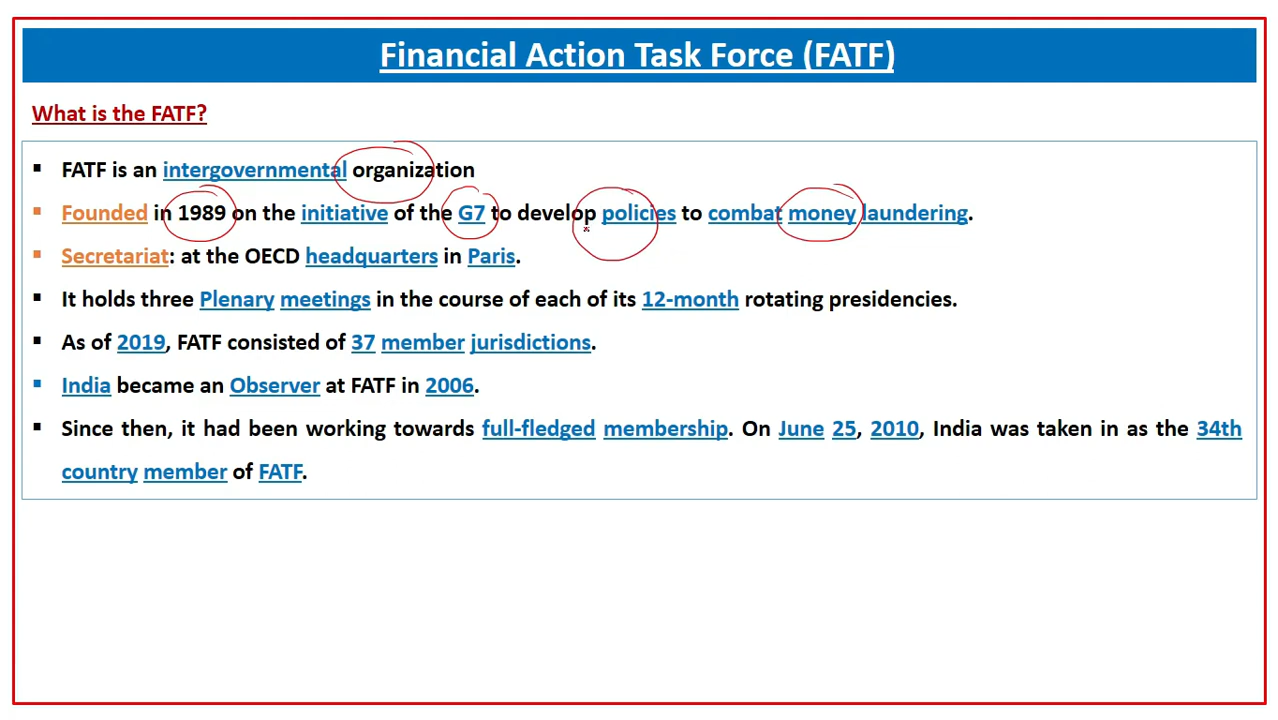 Financial Action Task Force (FATF)
What is the FATF?
▪ FATF is an intergovernmental organization
▪ Founded in 1989 on the initiative of the G7 to develop policies to combat money laundering.
▪ Secretariat: at the OECD headquarters in Paris.
▪ It holds three Plenary meetings in the course of each of its 12-month rotating presidencies.
▪ As of 2019, FATF consisted of 37 member jurisdictions.
▪ India became an Observer at FATF in 2006.
▪ Since then, it had been working towards full-fledged membership. On June 25, 2010, India was taken in as the 34th
country member of FATF.